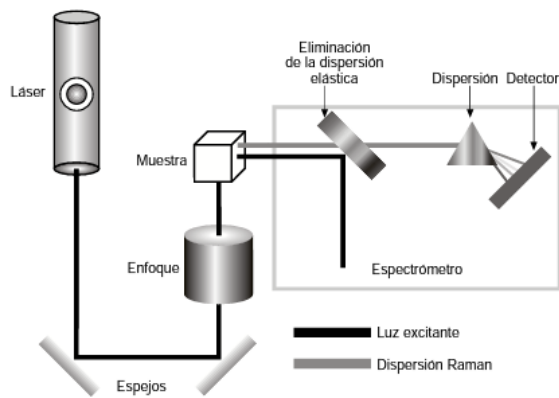 Eliminación
de la dispersión
elástica
Dispersión
Detector
Láser
Muestra
Enfoque
Espectrómetro
Luz excitante
Dispersión Raman
Espejos